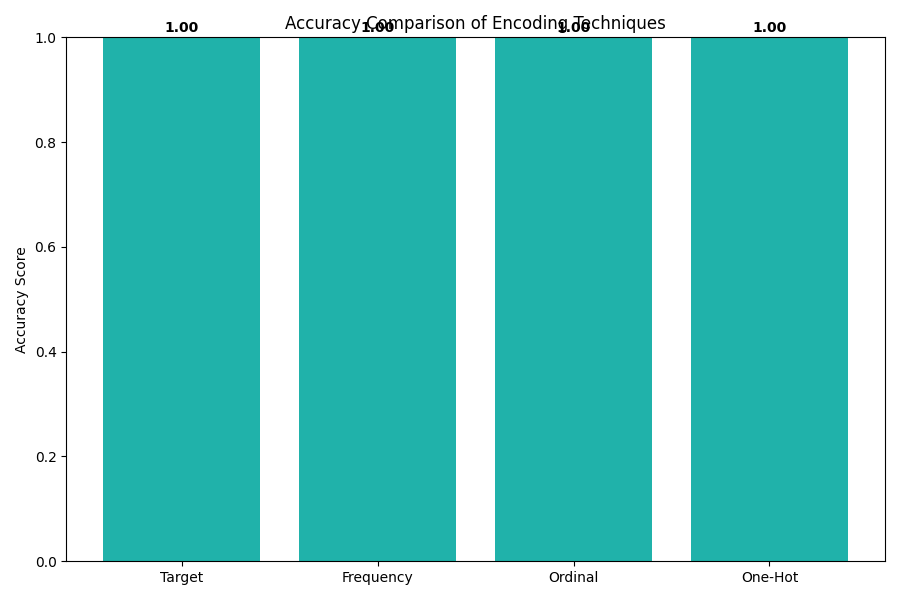 Accuracy Comparison of Encoding Techniques
1.00
1.00
1.00
1.00
1.0
0.8
0.6
0.4
0.2
0.0
Accuracy Score
Target
Frequency
Ordinal
One-Hot